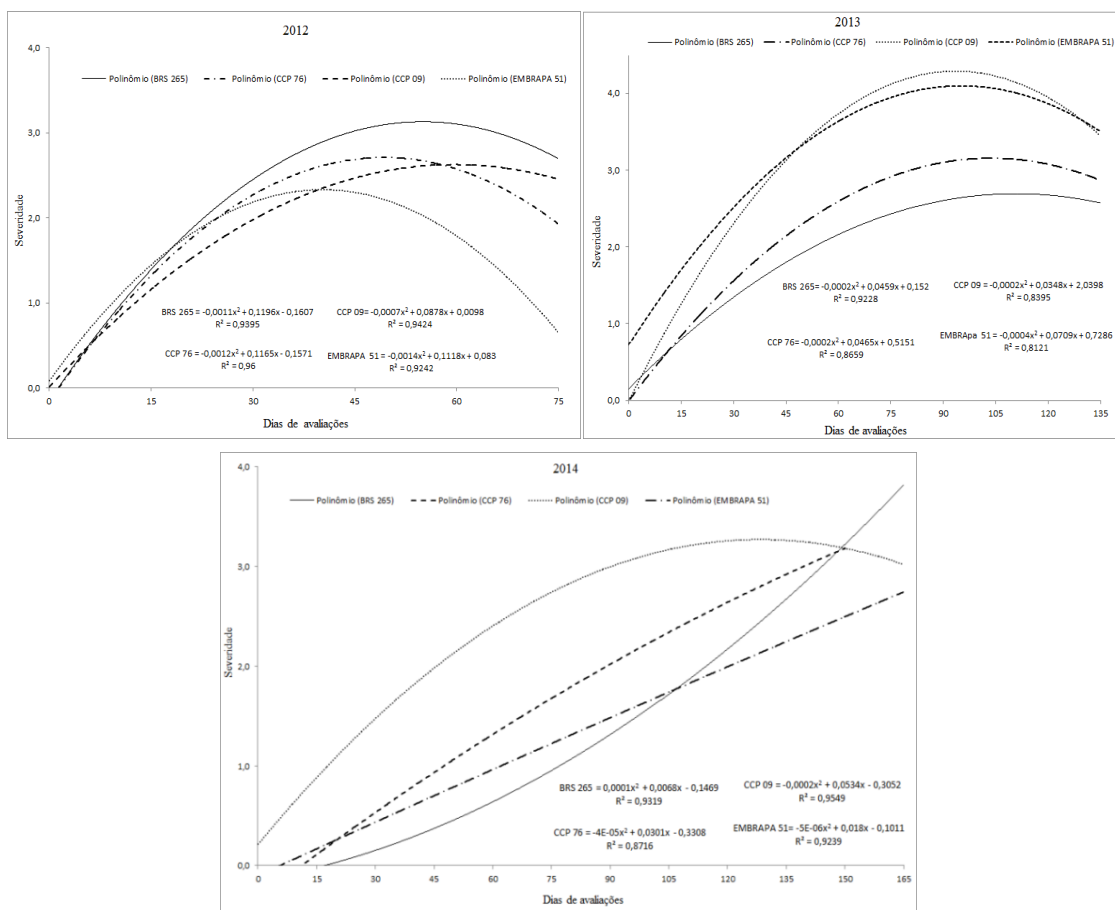 2012
4,0
Polinômio (BRS 265) Polinômio (CCP 76) Polinômio (CCP 09) Polinômio (EMBRAPA 51)
3,0
2,0
1,0
0,0
Severidade
BRS 265 = -0,0011x² + 0,1196x - 0,1607
R² = 0,9395
CCP 09= -0,0007x² + 0,0878x + 0,0098
R² = 0,9424
CCP 76 = -0,0012x² + 0,1165x - 0,1571
R² = 0,96
EMBRAPA 51= -0,0014x² + 0,1118x + 0,083
R² = 0,9242
0 15 30 45 60 75
Dias de avaliações
2013
Polinômio (BRS 265) Polinômio (CCP 76) Polinômio (CCP 09) Polinômio (EMBRAPA 51)
4,0
3,0
2,0
1,0
0,0
Severidade
BRS 265= -0,0002x² + 0,0459x + 0,152
R² = 0,9228
CCP 09 = -0,0002x² + 0,0348x + 2,0398
R² = 0,8395
CCP 76= -0,0002x² + 0,0465x + 0,5151
R² = 0,8659
EMBRApa 51= -0,0004x² + 0,0709x + 0,7286
R² = 0,8121
0 15 30 45 60 75 90 105 120 135
Dias de avaliações
2014
4,0
Polinômio (BRS 265) Polinômio (CCP 76) Polinômio (CCP 09) Polinômio (EMBRAPA 51)
3,0
2,0
1,0
0,0
Severidade
BRS 265 = 0,0001x² + 0,0068x - 0,1469
R² = 0,9319
CCP 09 = -0,0002x² + 0,0534x - 0,3052
R² = 0,9549
CCP 76 = -4E-05x² + 0,0301x - 0,3308
R² = 0,8716
EMBRAPA 51= -5E-06x² + 0,018x - 0,1011
R² = 0,9239
0 15 30 45 60 75 90 105 120 135 150 165
Dias de avaliações